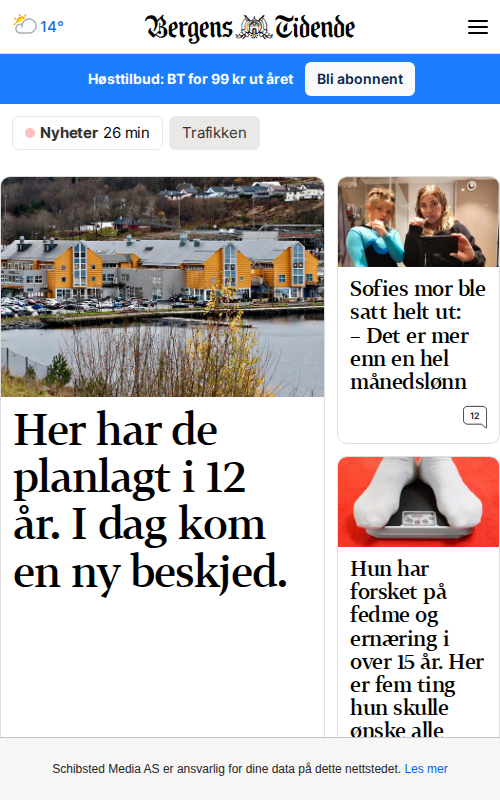 14°
Bergens Tidende
Høsttilbud: BT for 99 kr ut året
Bli abonnent
Nyheter 26 min
Trafikken
Her har de
planlagt i 12
år. I dag kom
en ny beskjed.
Sofies mor ble
satt helt ut:
– Det er mer
enn en hel
månedslønn
12
Hun har
forsket på
fedme og
ernæring i
over 15 år. Her
er fem ting
hun skulle
ønske alle
Schibsted Media AS er ansvarlig for dine data på dette nettstedet. Les mer